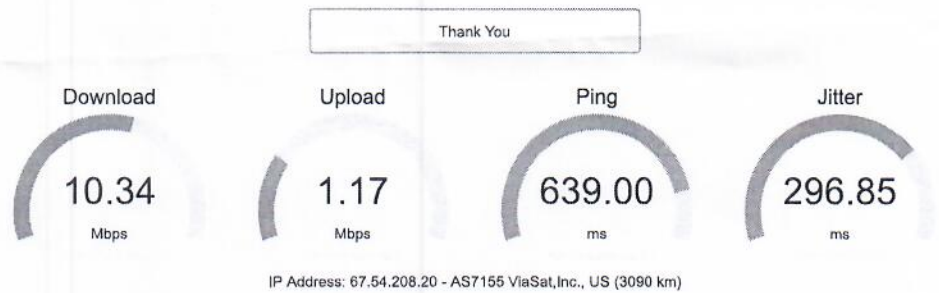 Thank You
Download Upload Ping Jitter
10.34 1.17 639.00 296.85
Mbps Mbps ms ms
IP Address: 67.54.208.20 - AS7155 ViaSat,Inc., US (3090 km)